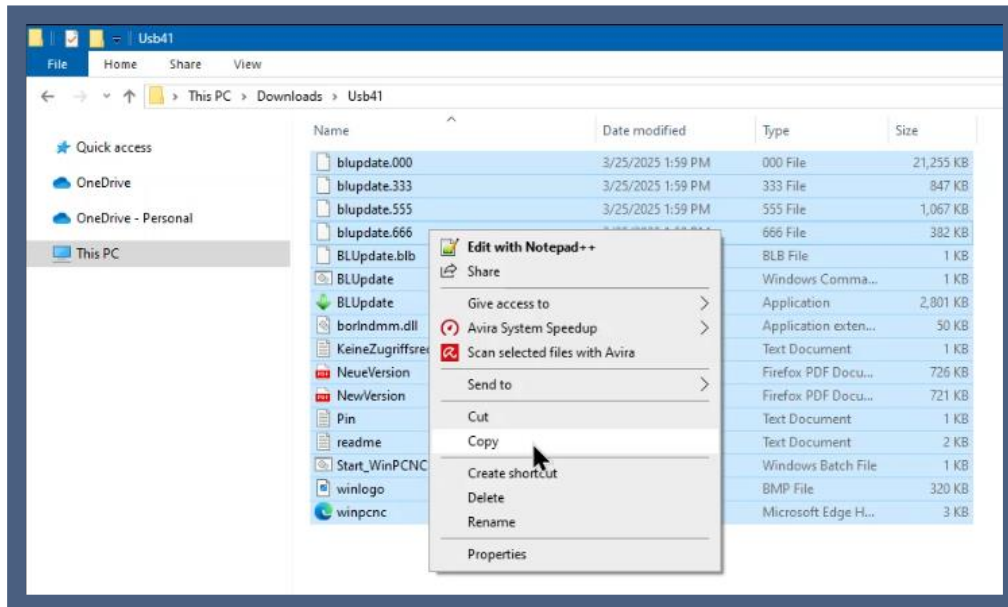 Usb41
File Home Share View
This PC > Downloads > Usb41
Name Date modified Type Size
Quick access
OneDrive
OneDrive - Personal
This PC
blupdate.000 3/25/2025 1:59 PM 000 File 21,255 KB
blupdate.333 3/25/2025 1:59 PM 333 File 847 KB
blupdate.555 3/25/2025 1:59 PM 555 File 1,067 KB
blupdate.666 666 File 382 KB
BLUpdate.blb BLB File 1 KB
BLUpdate Windows Comma... 1 KB
BLUpdate Application 2,801 KB
borlndmm.dll Application exten... 50 KB
KeineZugriffsre Text Document 1 KB
NeueVersion Firefox PDF Docu... 726 KB
NewVersion Firefox PDF Docu... 721 KB
Pin Text Document 1 KB
readme Text Document 2 KB
Start_WinPCNC Windows Batch File 1 KB
winlogo BMP File 320 KB
winpcnc Microsoft Edge H... 3 KB
Edit with Notepad++
Share
Give access to
Avira System Speedup
Scan selected files with Avira
Send to
Cut
Copy
Create shortcut
Delete
Rename
Properties